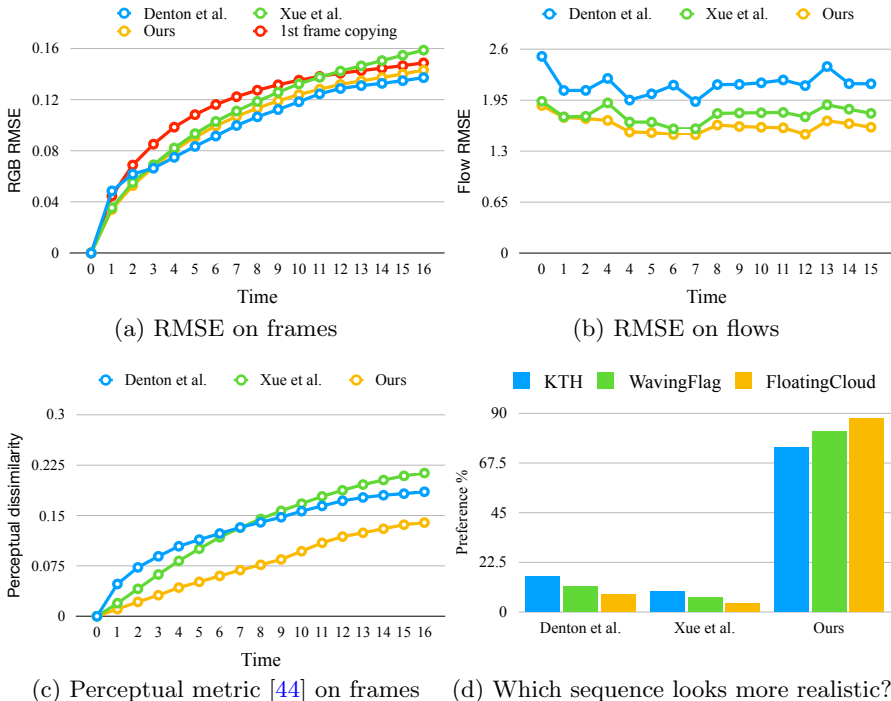 Denton et al. Xue et al.
Ours 1st frame copying
0.16
0.12
0.08
0.04
0
RGB RMSE
0 1 2 3 4 5 6 7 8 9 10 11 12 13 14 15 16
Time
(a) RMSE on frames
Denton et al. Xue et al. Ours
2.6
1.95
1.3
0.65
0
Flow RMSE
0 1 2 3 4 5 6 7 8 9 10 11 12 13 14 15
Time
(b) RMSE on flows
Denton et al. Xue et al. Ours
0.3
0.225
0.15
0.075
0
Perceptual dissimilarity
0 1 2 3 4 5 6 7 8 9 10 11 12 13 14 15 16
Time
(c) Perceptual metric [44] on frames
KTH WavingFlag FloatingCloud
90
67.5
45
22.5
0
Preference %
Denton et al. Xue et al. Ours
(d) Which sequence looks more realistic?